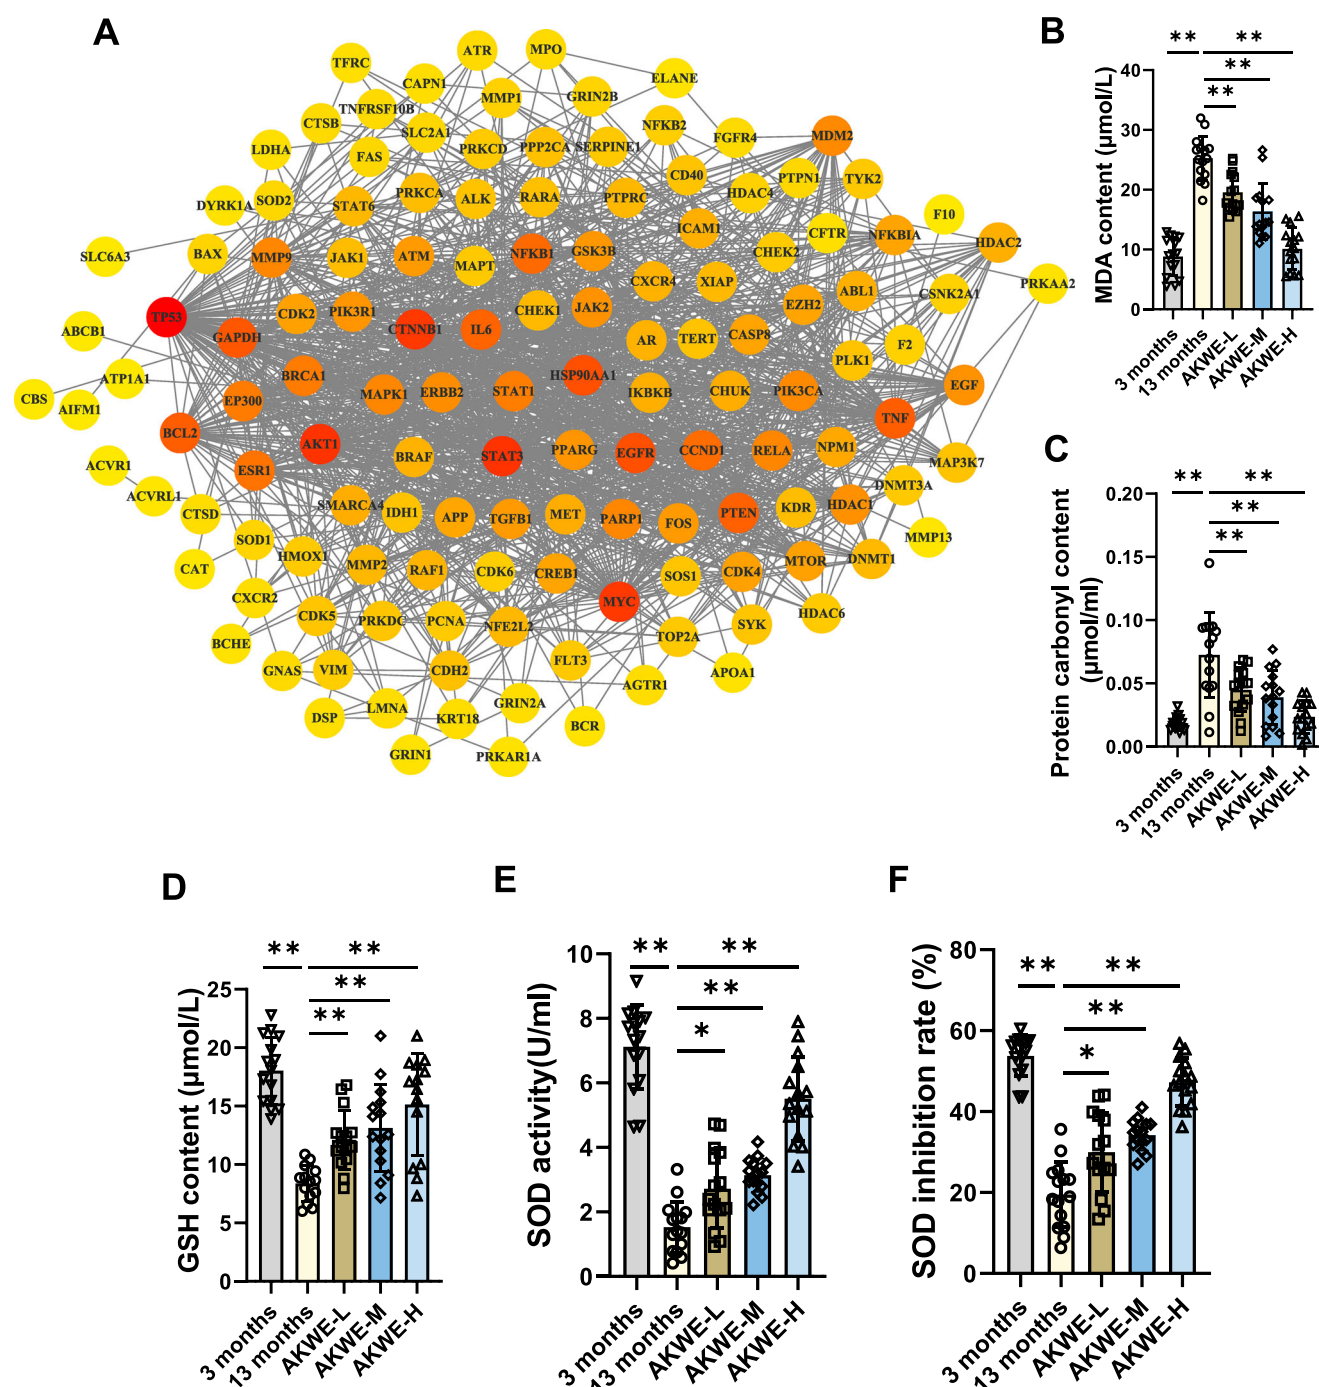 A
ATR
MPO
TFRC
CAPN1
ELANE
MMP1
GRIN2B
TNFRSF10B
CTSB
SLC2A1
NFKB2
FGFR4
MDM2
LDHA
FAS
PRKCD
PPP2CA
SERPINE1
CD40
HDAC4
PTPN1
TYK2
DYRK1A
SOD2
STAT6
PRKCA
ALK
RARA
PTPRC
F10
SLC6A3
BAX
MMP9
JAK1
ATM
MAPT
NFKB1
GSK3B
ICAM1
CHEK2
CFTR
NFKBIA
HDAC2
CXCR4
XIAP
ABL1
CSNK2A1
PRKAA2
TP53
CDK2
PIK3R1
CHEK1
JAK2
EZH2
ABCB1
GAPDH
CTNNB1
IL6
AR
TERT
CASP8
F2
PLK1
ATP1A1
BRCA1
HSP90AA1
CBS
AIFM1
EP300
MAPK1
ERBB2
STAT1
IKBKB
CHUK
PIK3CA
EGF
BCL2
TNF
ACVR1
AKT1
BRAF
STAT3
PPARG
EGFR
CCND1
RELA
NPM1
MAP3K7
ESR1
ACVRL1
DNMT3A
CTSD
SMARCA4
IDH1
APP
TGFB1
MET
PARP1
FOS
PTEN
KDR
HDAC1
SOD1
HMOX1
MMP13
CAT
MMP2
RAF1
CDK6
CREB1
SOS1
CDK4
MTOR
DNMT1
CXCR2
CDK5
PRKDC
PCNA
NFE2L2
MYC
HDAC6
BCHE
TOP2A
SYK
GNAS
VIM
CDH2
FLT3
AGTR1
APOA1
DSP
LMNA
KRT18
GRIN2A
BCR
GRIN1
PRKAR1A
B
** **
**
**
MDA content (μmol/L)
40
30
20
10
0
3 months
13 months
AKWE-L
AKWE-M
AKWE-H
C
** **
**
**
Protein carbonyl content
(μmol/ml)
0.20
0.15
0.10
0.05
0.00
3 months
13 months
AKWE-L
AKWE-M
AKWE-H
D
** **
**
**
GSH content (μmol/L)
25
20
15
10
5
0
3 months
13 months
AKWE-L
AKWE-M
AKWE-H
E
** **
**
*
SOD activity(U/ml)
10
8
6
4
2
0
3 months
13 months
AKWE-L
AKWE-M
AKWE-H
F
** **
**
*
SOD inhibition rate (%)
80
60
40
20
0
3 months
13 months
AKWE-L
AKWE-M
AKWE-H